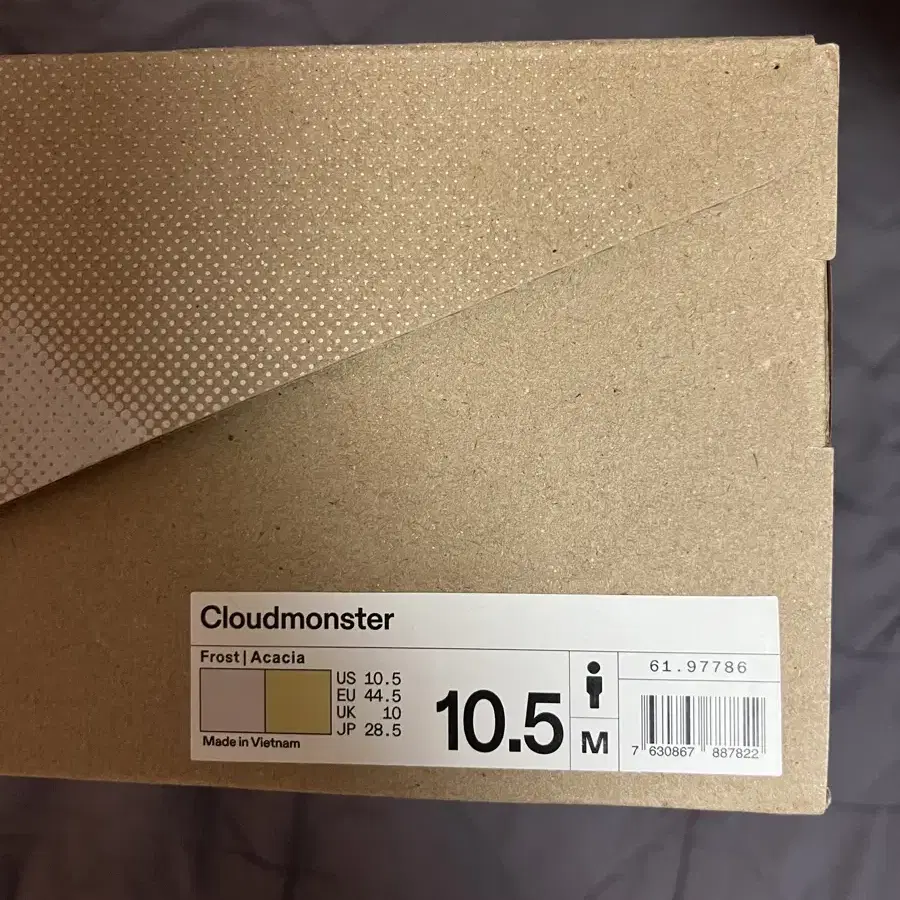 Cloudmonster
Frost | Acacia
US 10.5
EU 44.5
UK 10
JP 28.5
Made in Vietnam
10.5
M
61.97786
7 630867 887822